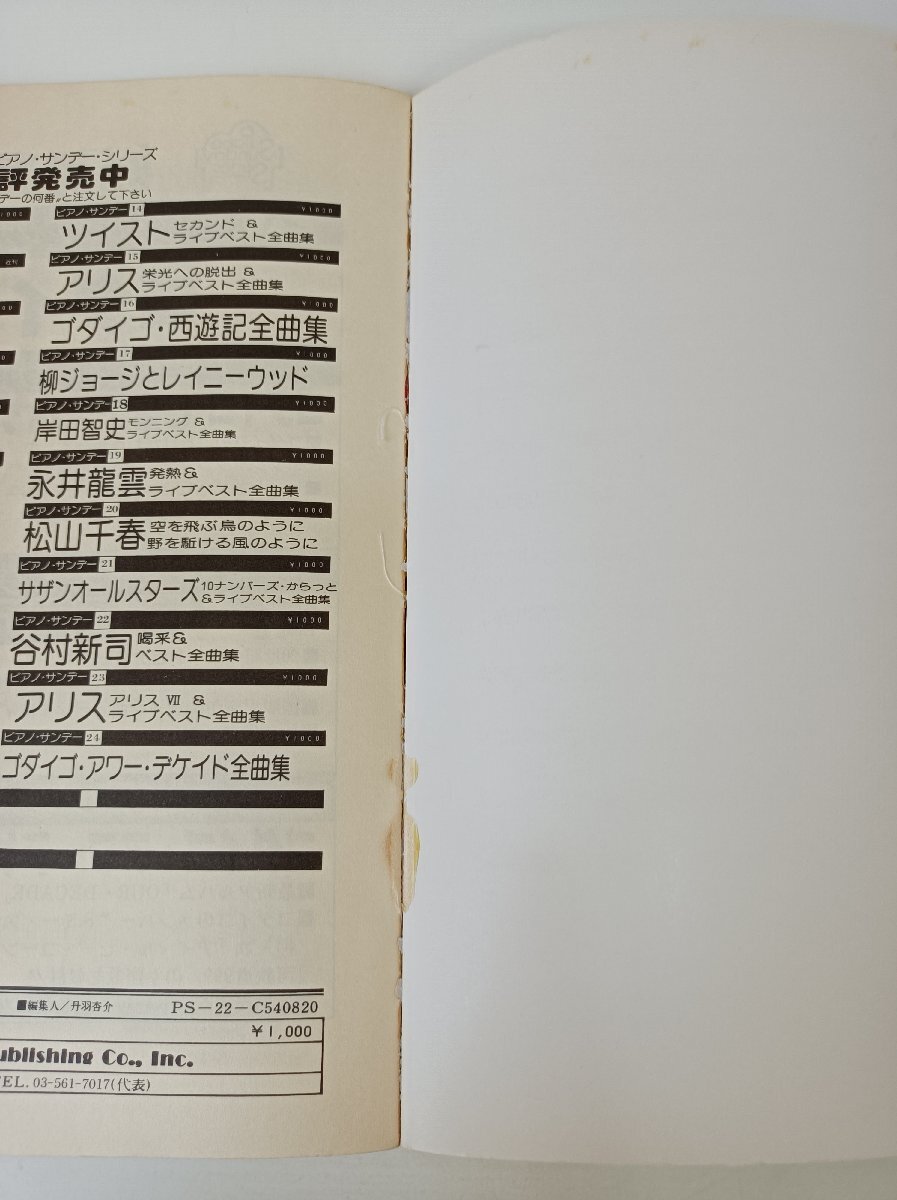 ピアノ・サンデー・シリーズ
評発売中
デーの何番〟と注文して下さい
ピアノ・サンデー 14 ¥1000
ツイスト セカンド &
ライブベスト全曲集
ピアノ・サンデー 15 ¥1000
アリス 栄光への脱出 &
ライブベスト全曲集
ピアノ・サンデー 16 ¥1000
ゴダイゴ・西遊記全曲集
ピアノ・サンデー 17 ¥1000
柳ジョージとレイニーウッド
ピアノ・サンデー 18 ¥1000
岸田智史 モンニング &
ライブベスト全曲集
ピアノ・サンデー 19 ¥1000
永井龍雲 発熱&
ライブベスト全曲集
ピアノ・サンデー 20 ¥1000
松山千春 空を飛ぶ鳥のように
野を駈ける風のように
ピアノ・サンデー 21 ¥1000
サザンオールスターズ 10ナンバーズ・からっと
&ライブベスト全曲集
ピアノ・サンデー 22 ¥1000
谷村新司 喝采&
ベスト全曲集
ピアノ・サンデー 23 ¥1000
アリス アリス Ⅶ &
ライブベスト全曲集
ピアノ・サンデー 24 ¥1000
ゴダイゴ・アワー・デケイド全曲集
■編集人/丹羽杏介 PS-22-C540820
¥1,000
ublishing Co., Inc.
TEL. 03-561-7017(代表)